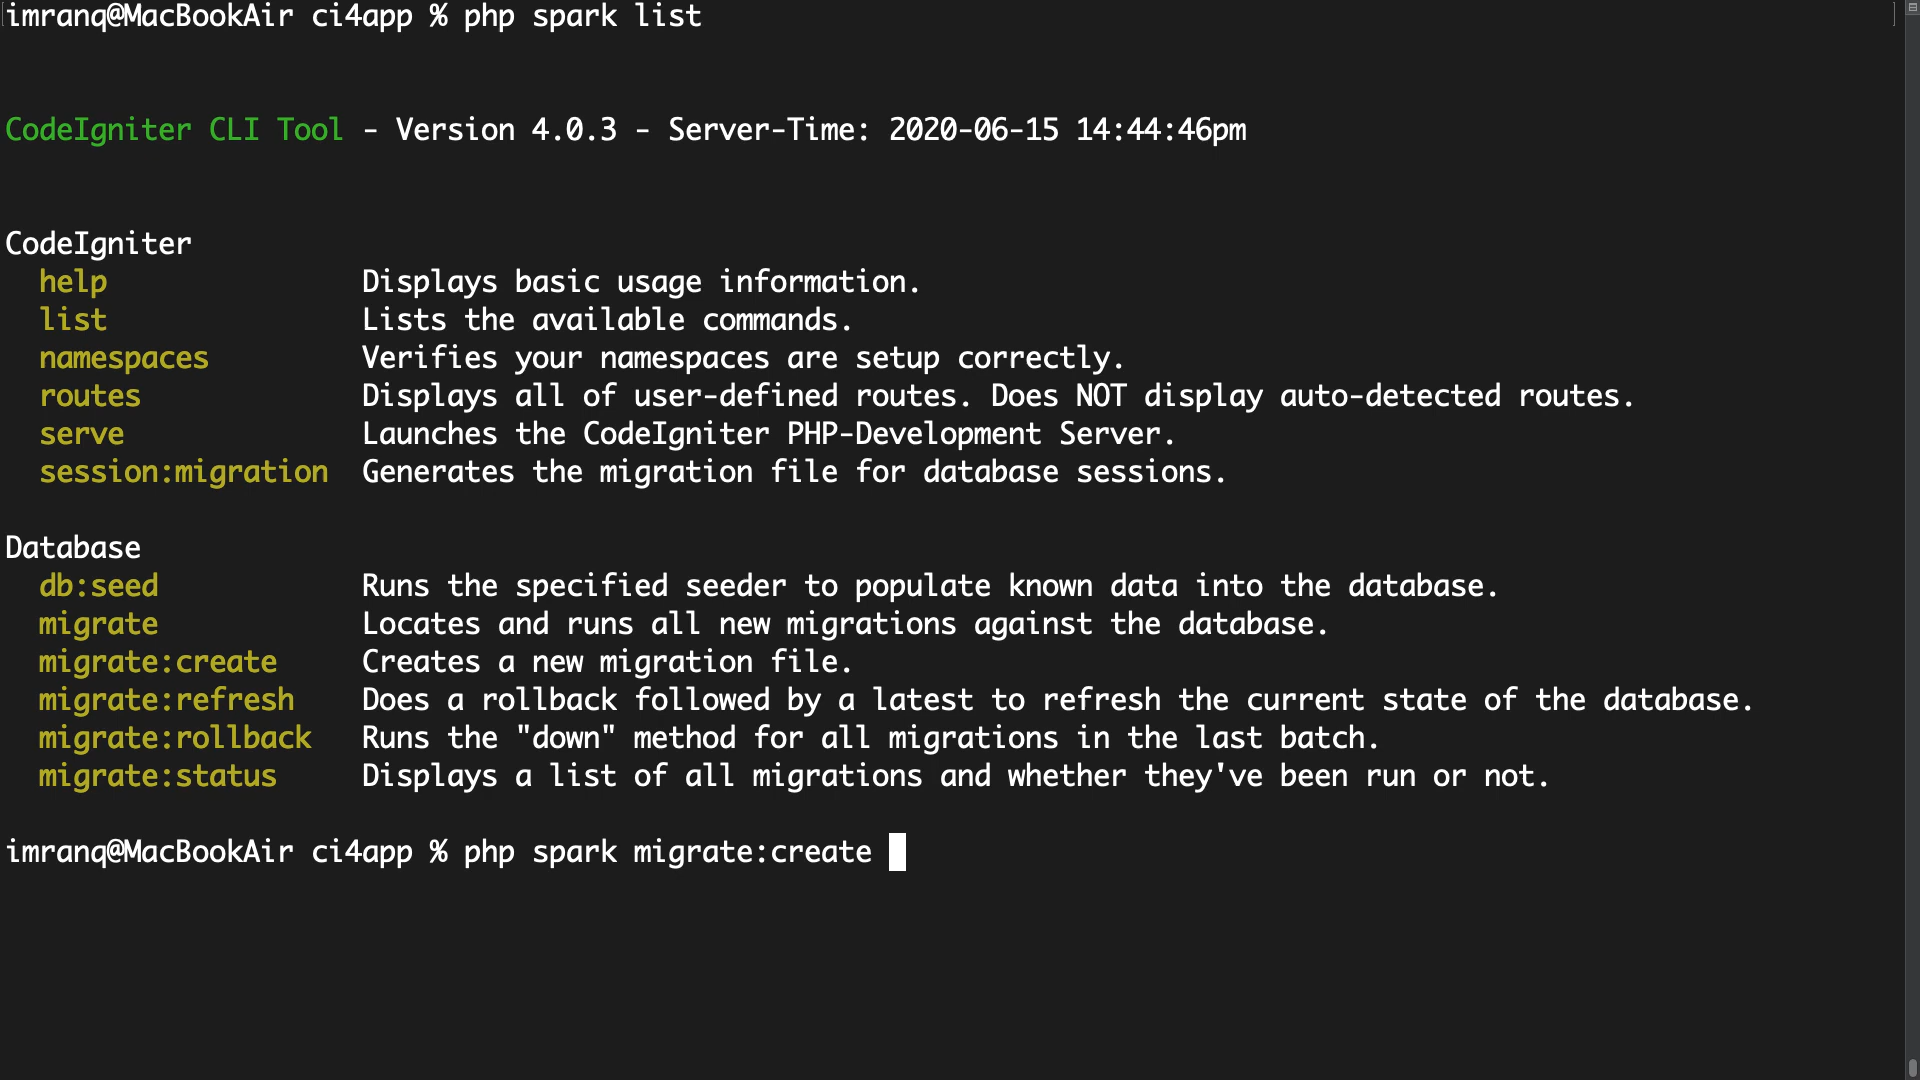 imranq@MacBookAir ci4app % php spark list
CodeIgniter CLI Tool - Version 4.0.3 - Server-Time: 2020-06-15 14:44:46pm
CodeIgniter
help Displays basic usage information.
list Lists the available commands.
namespaces Verifies your namespaces are setup correctly.
routes Displays all of user-defined routes. Does NOT display auto-detected routes.
serve Launches the CodeIgniter PHP-Development Server.
session:migration Generates the migration file for database sessions.
Database
db:seed Runs the specified seeder to populate known data into the database.
migrate Locates and runs all new migrations against the database.
migrate:create Creates a new migration file.
migrate:refresh Does a rollback followed by a latest to refresh the current state of the database.
migrate:rollback Runs the "down" method for all migrations in the last batch.
migrate:status Displays a list of all migrations and whether they've been run or not.
imranq@MacBookAir ci4app % php spark migrate:create